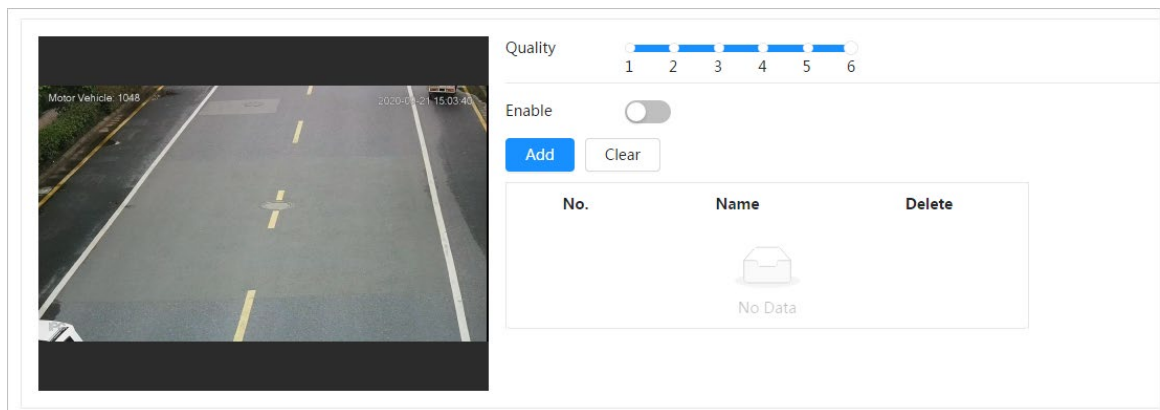 Quality
1 2 3 4 5 6
Motor Vehicle: 1048
Enable
Add Clear
No. Name Delete
No Data